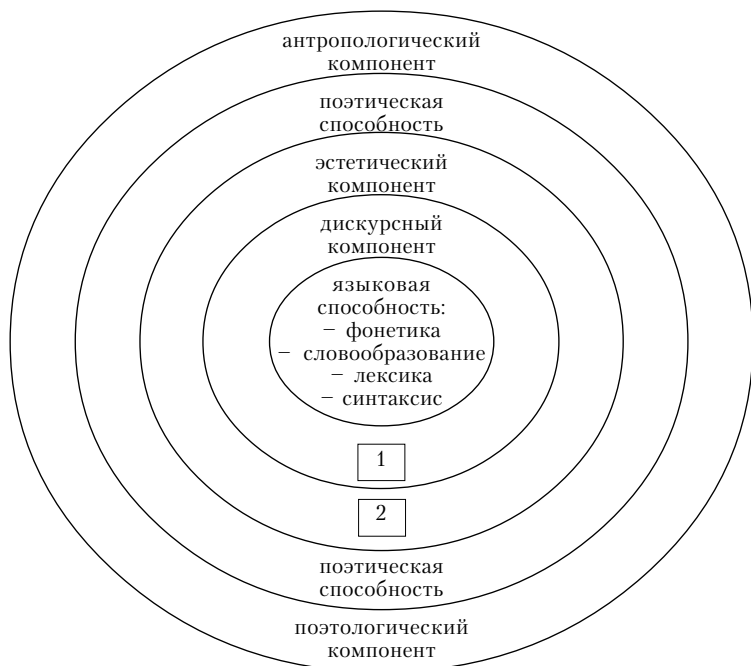 антропологический
компонент
поэтическая
способность
эстетический
компонент
дискурсный
компонент
языковая
способность:
– фонетика
– словообразование
– лексика
– синтаксис
1
2
поэтическая
способность
поэтологический
компонент